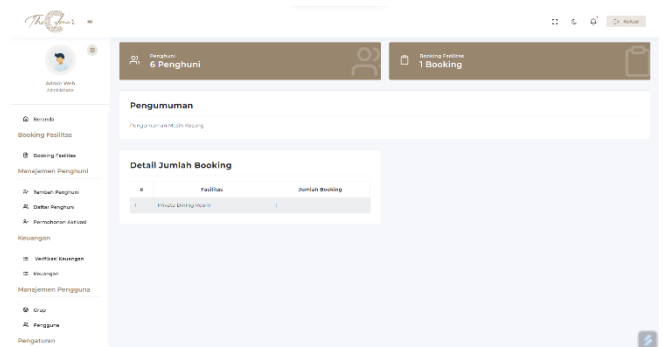 Keluar
Admin Web
Administrator
Penghuni
6 Penghuni
Booking Fasilitas
1 Booking
Pengumuman
Pengumuman Masih Kosong
Detail Jumlah Booking
# Fasilitas Jumlah Booking
1 Private Dining Room 1
Beranda
Booking Fasilitas
Booking Fasilitas
Manajemen Penghuni
Tambah Penghuni
Daftar Penghuni
Permohonan Aktivasi
Keuangan
Verifikasi Keuangan
Keuangan
Manajemen Pengguna
Grup
Pengguna
Pengaturan